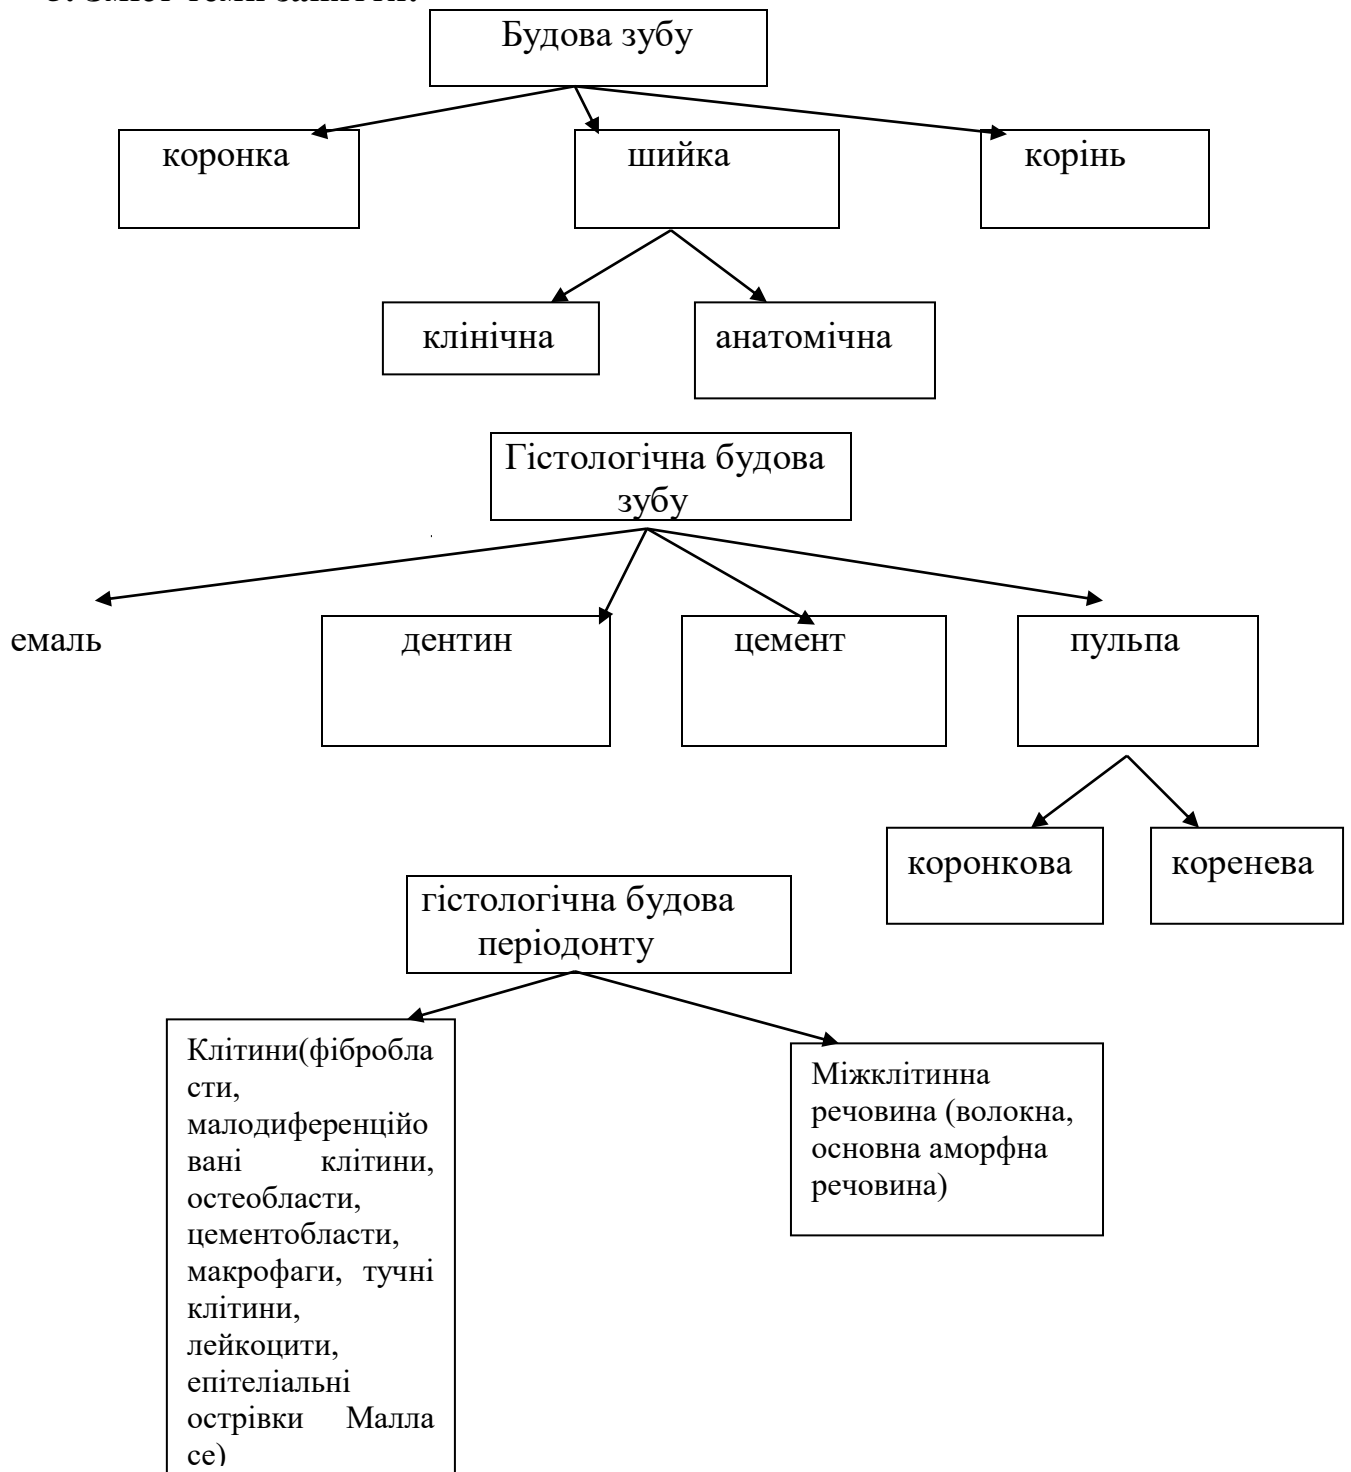 Будова зубу
коронка шийка корінь
клінічна анатомічна
Гістологічна будова
зубу
емаль дентин цемент пульпа
коронкова коренева
гістологічна будова
періодонту
Клітини(фібробла
сти,
малодиференційо
вані клітини,
остеобласти,
цементобласти,
макрофаги, тучні
клітини,
лейкоцити,
епітеліальні
острівки Малла
се)
Міжклітинна
речовина (волокна,
основна аморфна
речовина)